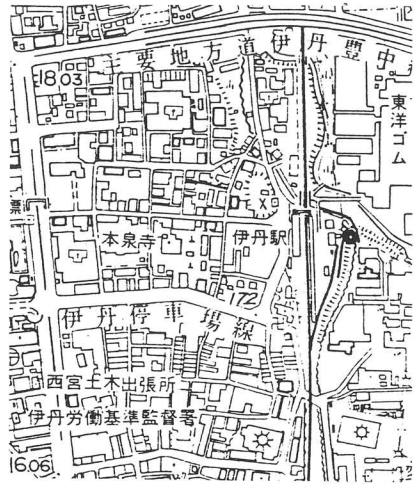 主要地方道伊丹豊中
18.03
東洋ゴム
標
本泉寺
伊丹駅
172
伊丹停車場線
西宮土木出張所
伊丹労働基準監督署
16.06